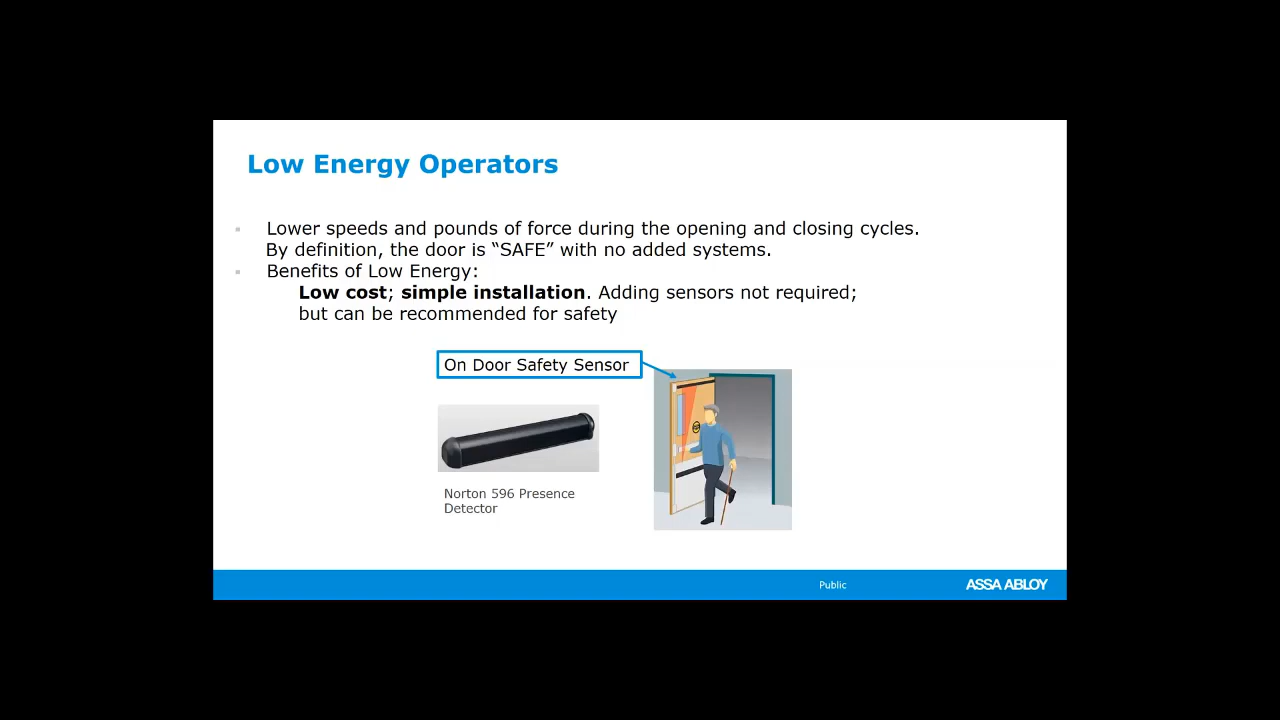 Low Energy Operators
Lower speeds and pounds of force during the opening and closing cycles.
By definition, the door is “SAFE” with no added systems.
Benefits of Low Energy:
Low cost; simple installation. Adding sensors not required;
but can be recommended for safety
On Door Safety Sensor
Norton 596 Presence
Detector
Public
ASSA ABLOY